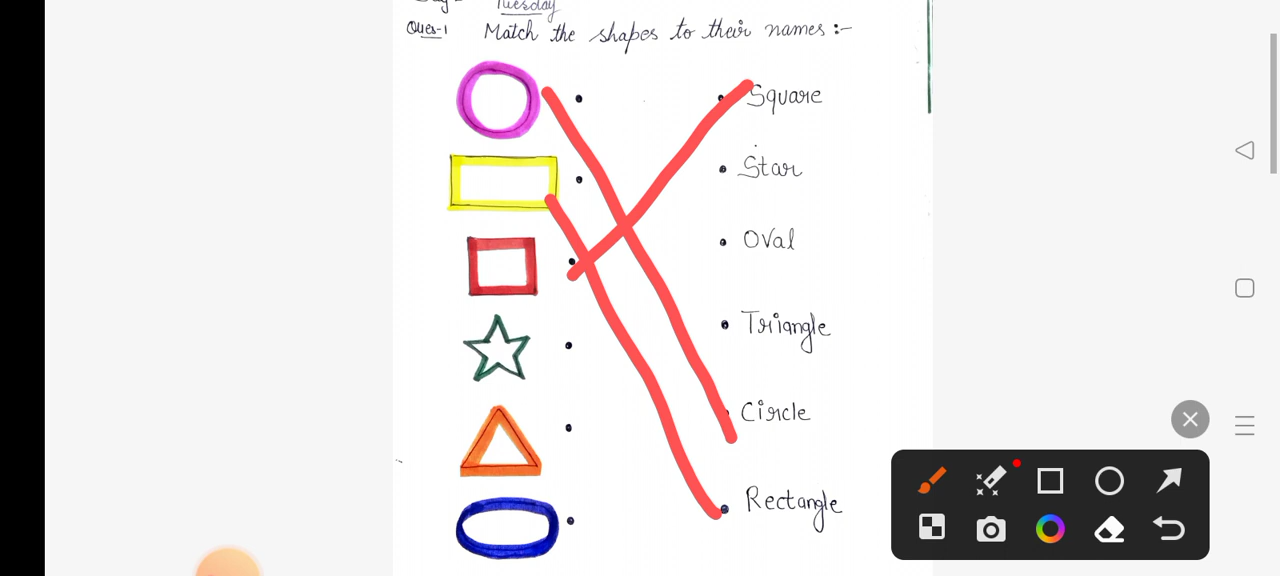 Tuesday
Ques-1 Match the shapes to their names :-
Square
Star
Oval
Triangle
Circle
Rectangle